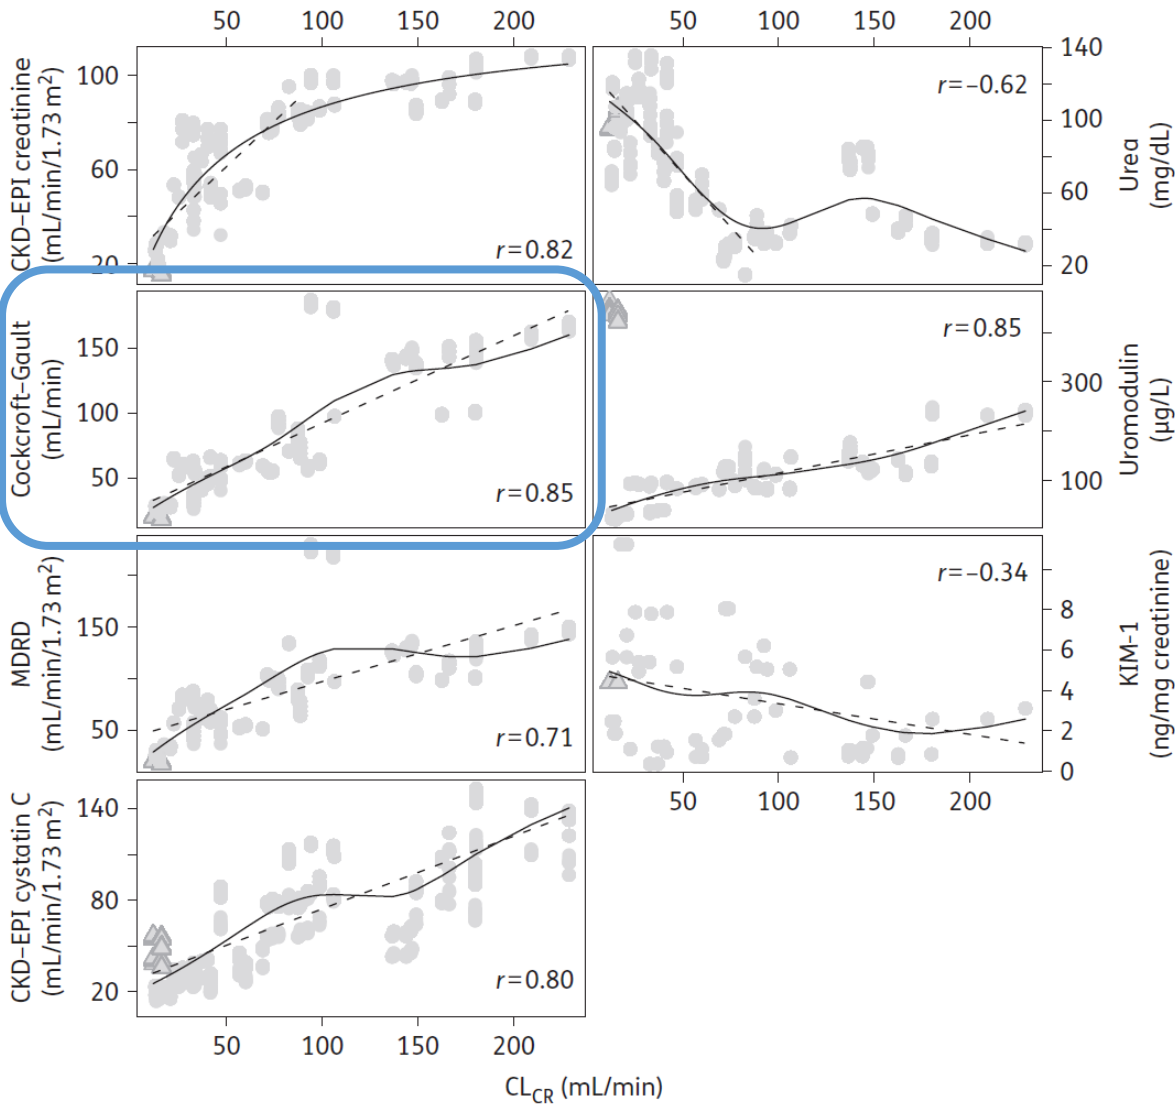 50 100 150 200 50 100 150 200
CKD–EPI creatinine
(mL/min/1.73 m²)
100
60
20
r=0.82
r=–0.62
140
100
60
20
Urea
(mg/dL)
Cockcroft–Gault
(mL/min)
150
100
50
r=0.85
r=0.85
300
100
Uromodulin
(µg/L)
MDRD
(mL/min/1.73 m²)
150
50
r=0.71
r=–0.34
8
6
4
2
0
KIM-1
(ng/mg creatinine)
50 100 150 200
CKD–EPI cystatin C
(mL/min/1.73 m²)
140
80
20
r=0.80
50 100 150 200
CL_CR (mL/min)